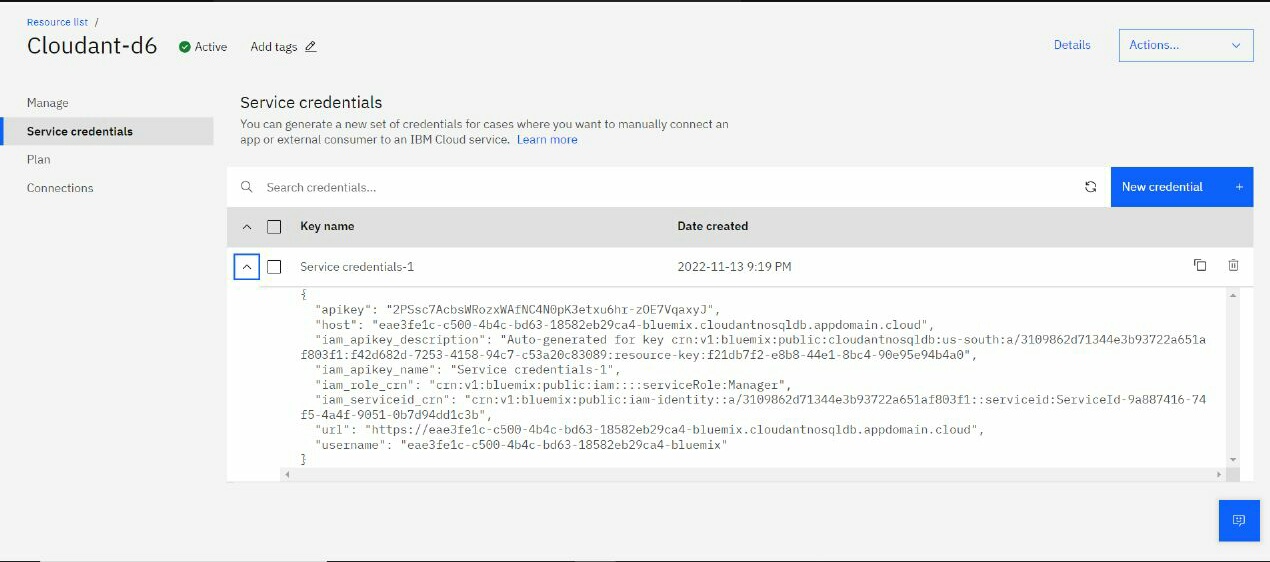 Resource list /
Cloudant-d6 Active Add tags Details Actions...
Manage
Service credentials
Plan
Connections
Service credentials
You can generate a new set of credentials for cases where you want to manually connect an
app or external consumer to an IBM Cloud service. Learn more
Search credentials... New credential +
Key name Date created
Service credentials-1 2022-11-13 9:19 PM
{
"apikey": "2PSsc7AcbsWRozxWAfNC4N0pK3etxu6hr-zOE7VqaxyJ",
"host": "eae3fe1c-c500-4b4c-bd63-18582eb29ca4-bluemix.cloudantnosqldb.appdomain.cloud",
"iam_apikey_description": "Auto-generated for key crn:v1:bluemix:public:cloudantnosqldb:us-south:a/3109862d71344e3b93722a651a
f803f1:f42d682d-7253-4158-94c7-c53a20c83089:resource-key:f21db7f2-e8b8-44e1-8bc4-90e95e94b4a0",
"iam_apikey_name": "Service credentials-1",
"iam_role_crn": "crn:v1:bluemix:public:iam::::serviceRole:Manager",
"iam_serviceid_crn": "crn:v1:bluemix:public:iam-identity::a/3109862d71344e3b93722a651af803f1::serviceid:ServiceId-9a887416-74
f5-4a4f-9051-0b7d94dd1c3b",
"url": "https://eae3fe1c-c500-4b4c-bd63-18582eb29ca4-bluemix.cloudantnosqldb.appdomain.cloud",
"username": "eae3fe1c-c500-4b4c-bd63-18582eb29ca4-bluemix"
}